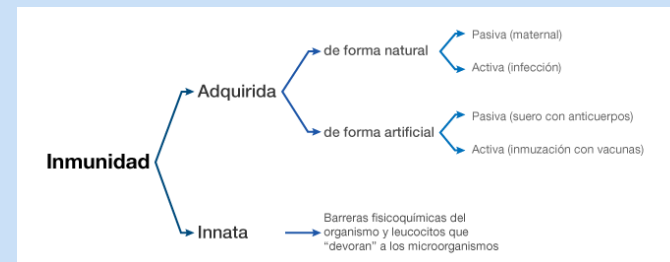 Pasiva (maternal)
de forma natural
Activa (infección)
Adquirida
Pasiva (suero con anticuerpos)
de forma artificial
Activa (inmuzación con vacunas)
Inmunidad
Innata
Barreras fisicoquímicas del
organismo y leucocitos que
“devoran” a los microorganismos